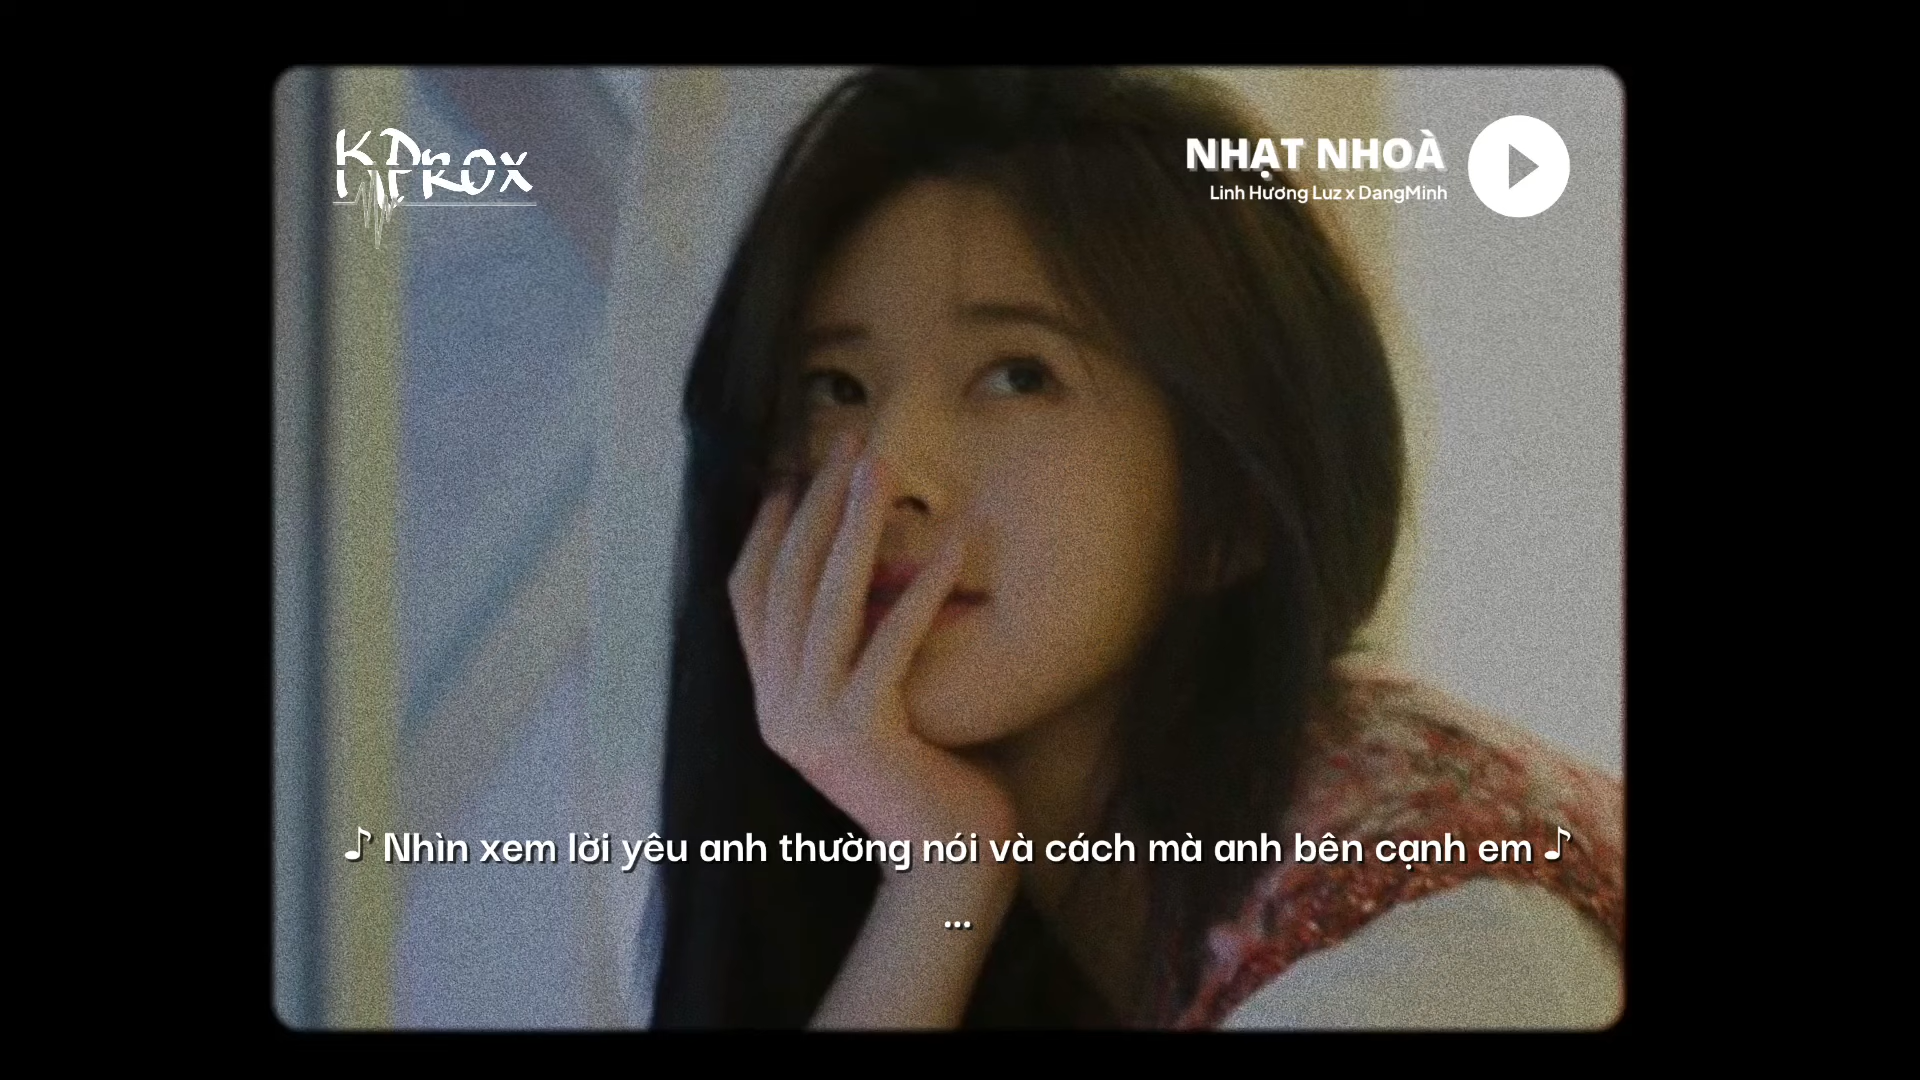 KProx
NHẠT NHOÀ
Linh Hương Luz x DangMinh
♪ Nhìn xem lời yêu anh thường nói và cách mà anh bên cạnh em ♪
...